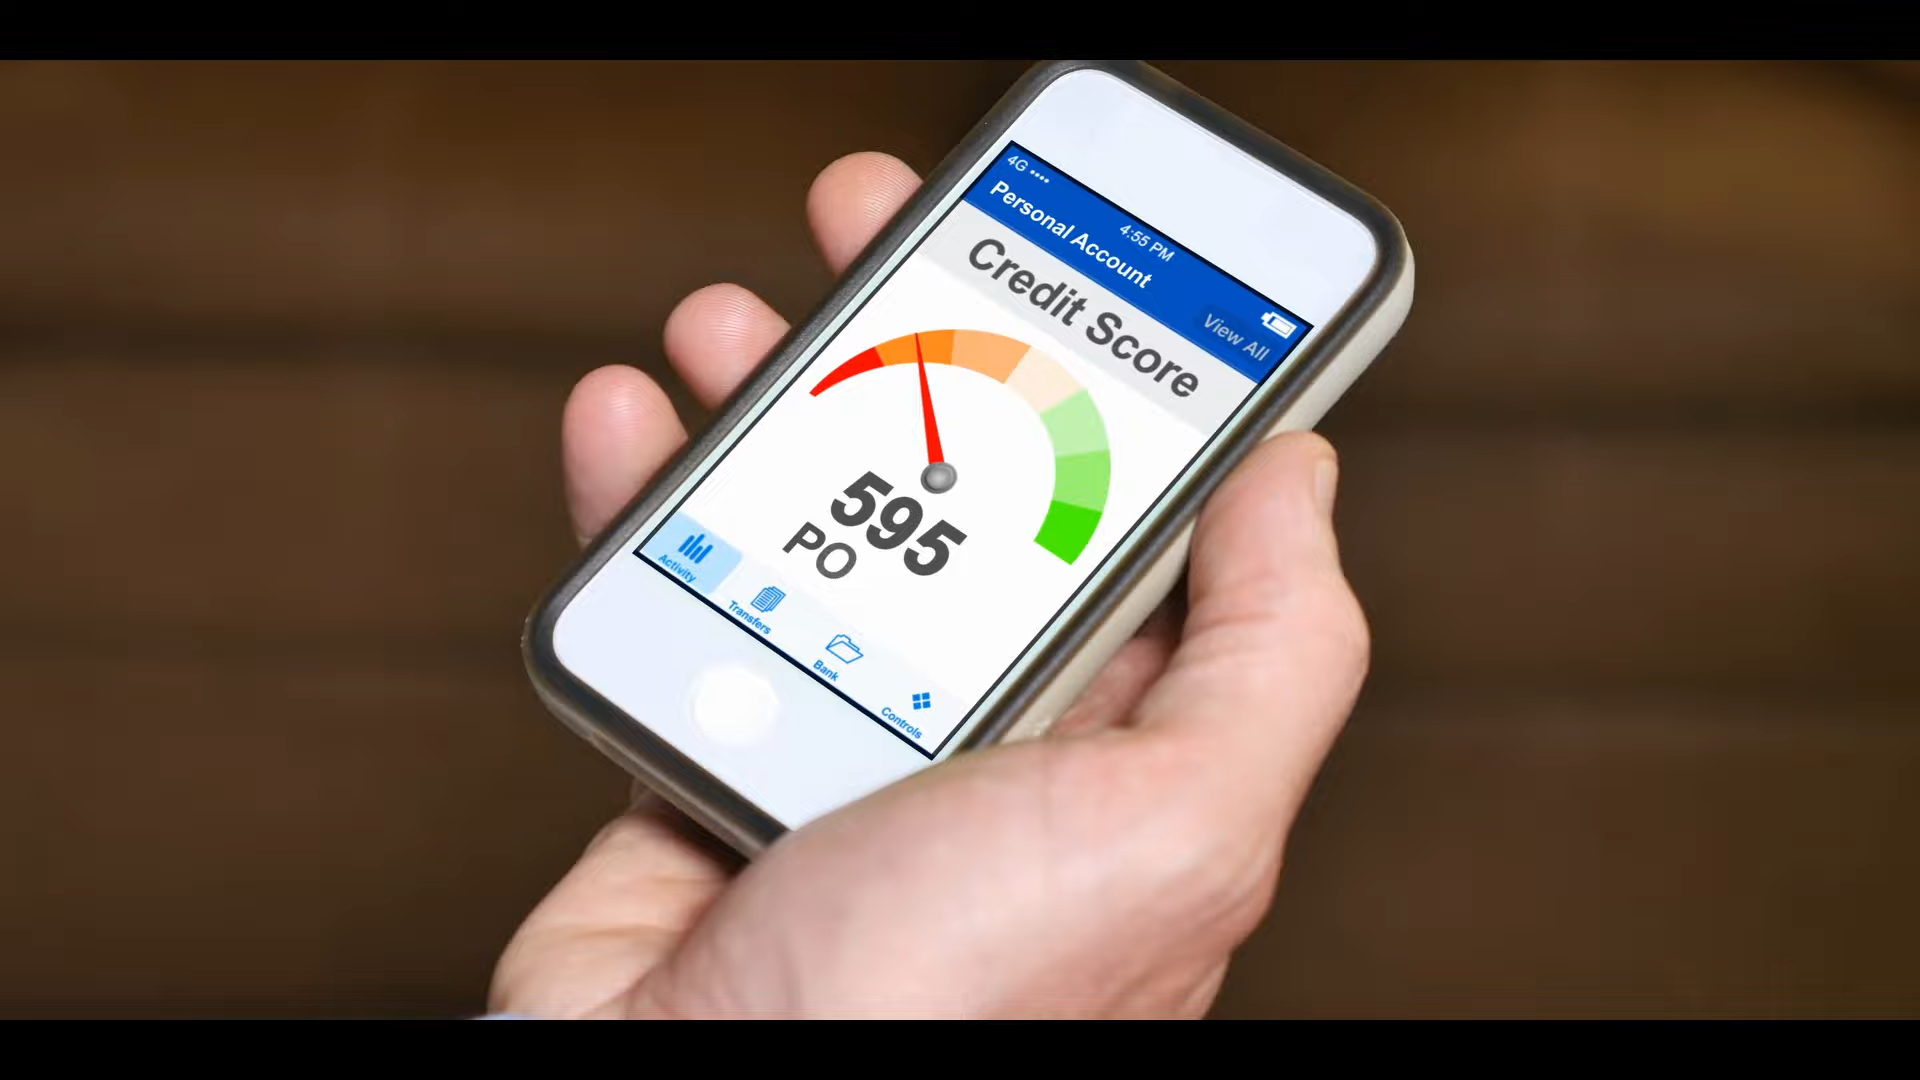 4G
4:55 PM
Personal Account
View All
Credit Score
595
PO
Activity
Transfers
Bank
Controls